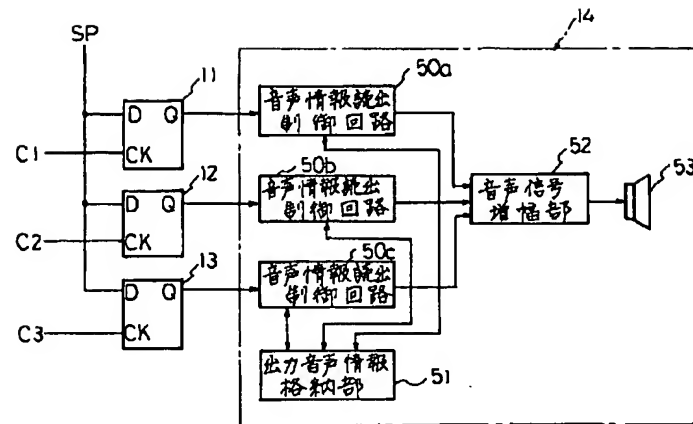 SP
14
11
50a
D Q
音声情報読出
制御回路
C1
CK
12
50b
52
53
D Q
音声情報読出
制御回路
音声信号
増幅部
C2
CK
13
50c
D Q
音声情報読出
制御回路
C3
CK
出力音声情報
格納部
51